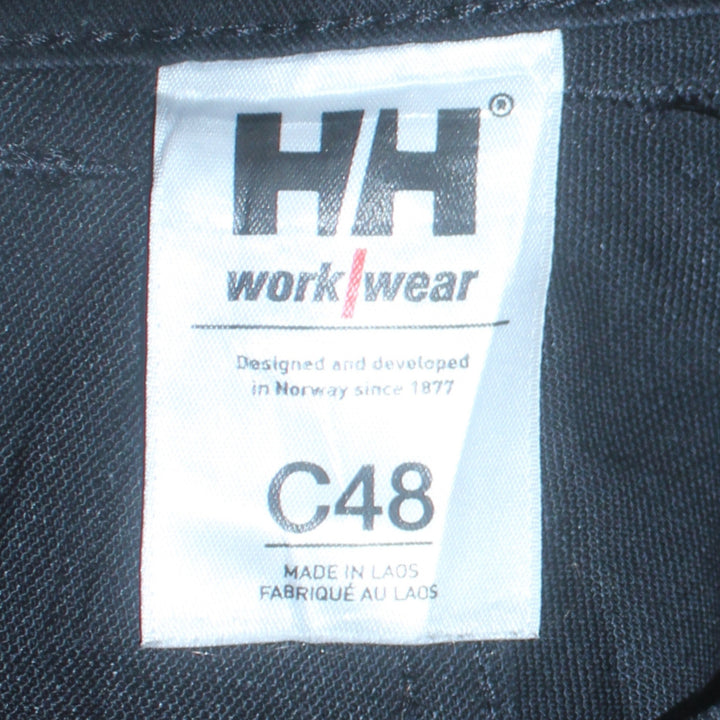 HH®
work/wear
Designed and developed
in Norway since 1877
C48
MADE IN LAOS
FABRIQUÉ AU LAOS